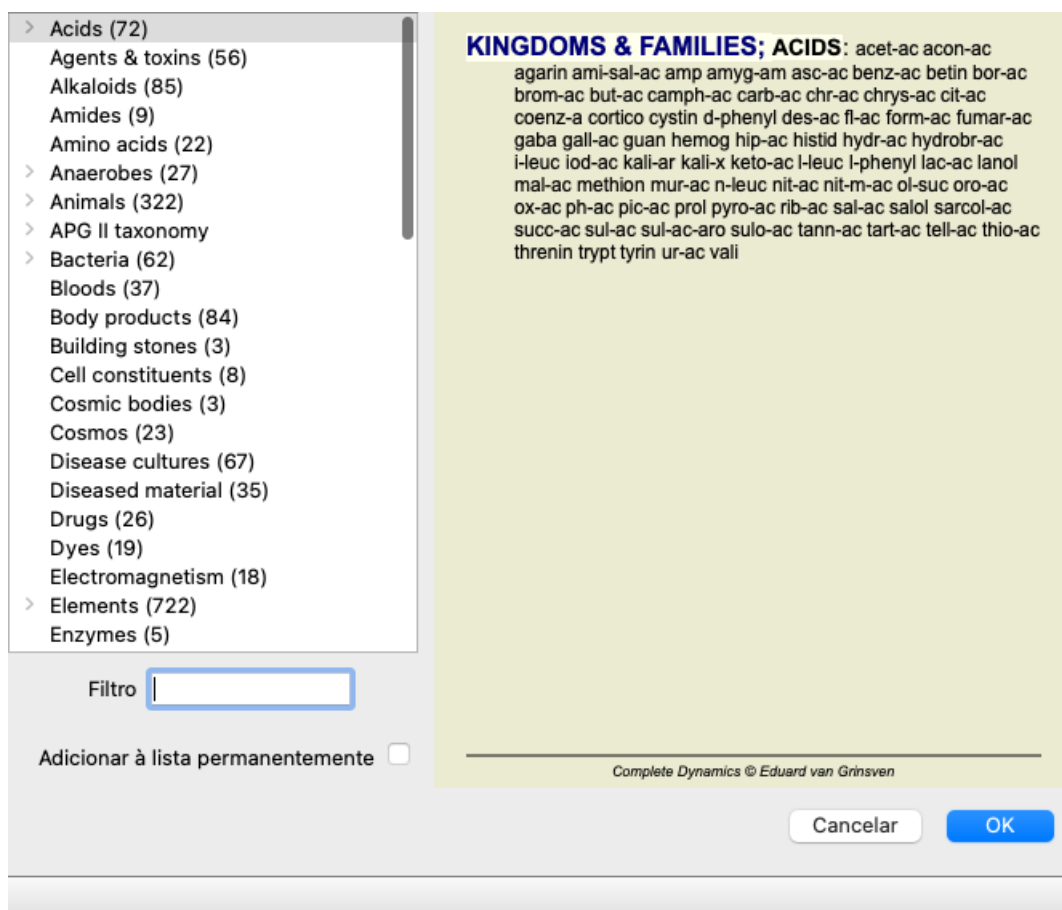 Acids (72)
Agents & toxins (56)
Alkaloids (85)
Amides (9)
Amino acids (22)
Anaerobes (27)
Animals (322)
APG II taxonomy
Bacteria (62)
Bloods (37)
Body products (84)
Building stones (3)
Cell constituents (8)
Cosmic bodies (3)
Cosmos (23)
Disease cultures (67)
Diseased material (35)
Drugs (26)
Dyes (19)
Electromagnetism (18)
Elements (722)
Enzymes (5)
Filtro
Adicionar à lista permanentemente
KINGDOMS & FAMILIES; ACIDS: acet-ac acon-ac
agarin ami-sal-ac amp amyg-am asc-ac benz-ac betin bor-ac
brom-ac but-ac camph-ac carb-ac chr-ac chrys-ac cit-ac
coenz-a cortico cystin d-phenyl des-ac fl-ac form-ac fumar-ac
gaba gall-ac guan hemog hip-ac histid hydr-ac hydrobr-ac
i-leuc iod-ac kali-ar kali-x keto-ac l-leuc l-phenyl lac-ac lanol
mal-ac methion mur-ac n-leuc nit-ac nit-m-ac ol-suc oro-ac
ox-ac ph-ac pic-ac prol pyro-ac rib-ac sal-ac salol sarcol-ac
succ-ac sul-ac sul-ac-aro sulo-ac tann-ac tart-ac tell-ac thio-ac
threnin trypt tyrin ur-ac vali
Complete Dynamics © Eduard van Grinsven
Cancelar
OK